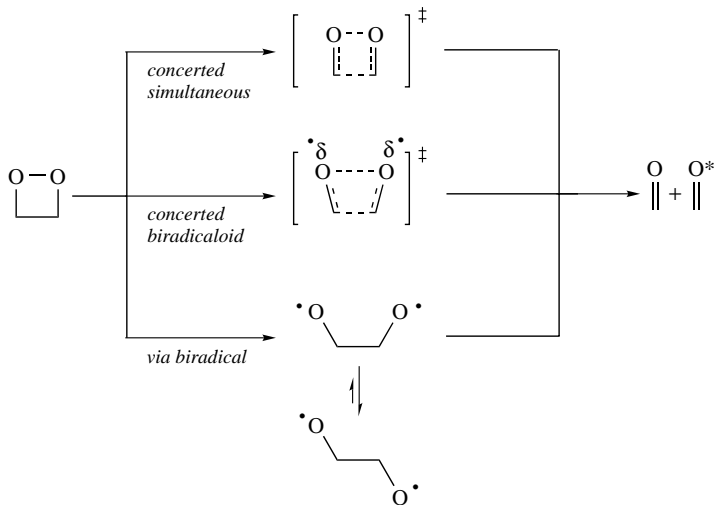 O O
‡
concerted
simultaneous
•δ δ•
O O
‡
O O
concerted
biradicaloid
O + O*
•O O•
via biradical
•O
O•